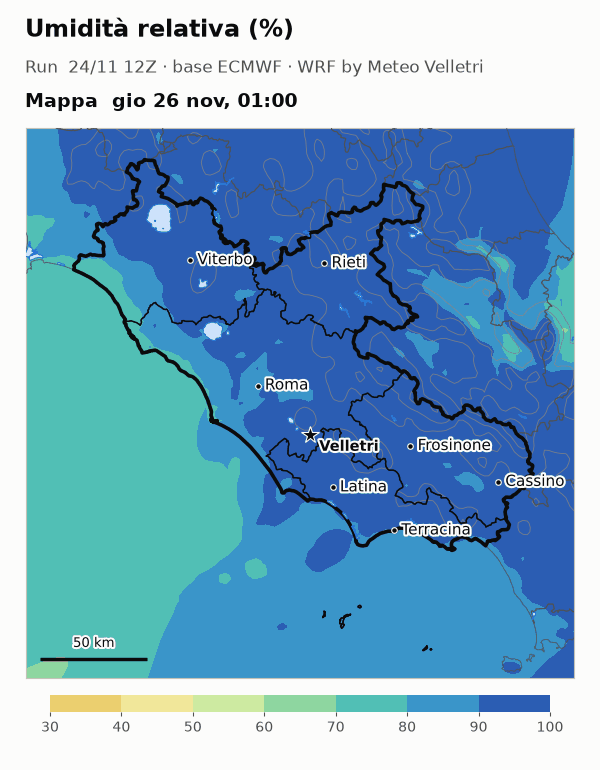 Umidità relativa (%)
Run  24/11 12Z · base ECMWF · WRF by Meteo Velletri
Mappa  gio 26 nov, 01:00
Viterbo
Rieti
Roma
Velletri
Frosinone
Latina
Cassino
Terracina
50 km
30 40 50 60 70 80 90 100